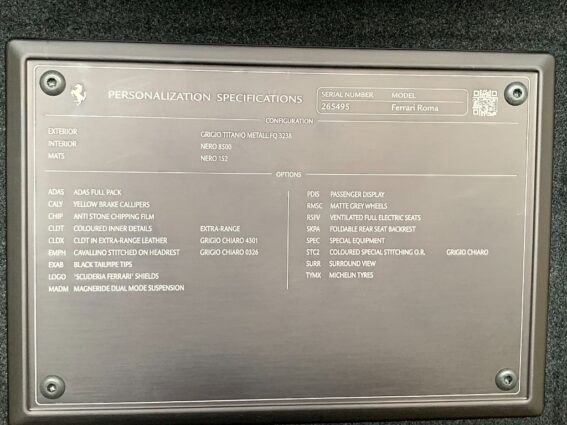 PERSONALIZATION SPECIFICATIONS
SERIAL NUMBER MODEL
265495 Ferrari Roma
CONFIGURATION
EXTERIOR GRIGIO TITANIO METALL.FQ 3238
INTERIOR NERO 8500
MATS NERO 152
OPTIONS
ADAS ADAS FULL PACK
CALY YELLOW BRAKE CALLIPERS
CHIP ANTI STONE CHIPPING FILM
CLDT COLOURED INNER DETAILS EXTRA-RANGE
CLDX CLDT IN EXTRA-RANGE LEATHER GRIGIO CHIARO 4301
EMPH CAVALLINO STITCHED ON HEADREST GRIGIO CHIARO 0326
EXAB BLACK TAILPIPE TIPS
LOGO 'SCUDERIA FERRARI' SHIELDS
MADM MAGNERIDE DUAL MODE SUSPENSION
PDIS PASSENGER DISPLAY
RMSC MATTE GREY WHEELS
RSFV VENTILATED FULL ELECTRIC SEATS
SKPA FOLDABLE REAR SEAT BACKREST
SPEC SPECIAL EQUIPMENT
STC2 COLOURED SPECIAL STITCHING O.R. GRIGIO CHIARO
SURR SURROUND VIEW
TYMX MICHELIN TYRES